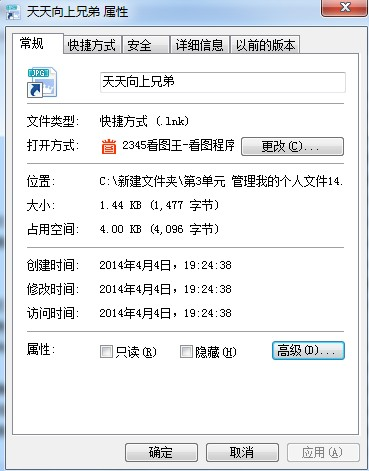 天天向上兄弟 属性
常规 快捷方式 安全 详细信息 以前的版本
JPG
天天向上兄弟
文件类型: 快捷方式 (.lnk)
打开方式: 2345看图王-看图程序 更改(C)...
位置: C:\新建文件夹\第3单元 管理我的个人文件14.
大小: 1.44 KB (1,477 字节)
占用空间: 4.00 KB (4,096 字节)
创建时间: 2014年4月4日，19:24:38
修改时间: 2014年4月4日，19:24:38
访问时间: 2014年4月4日，19:24:38
属性: 只读(R) 隐藏(H) 高级(D)...
确定 取消 应用(A)